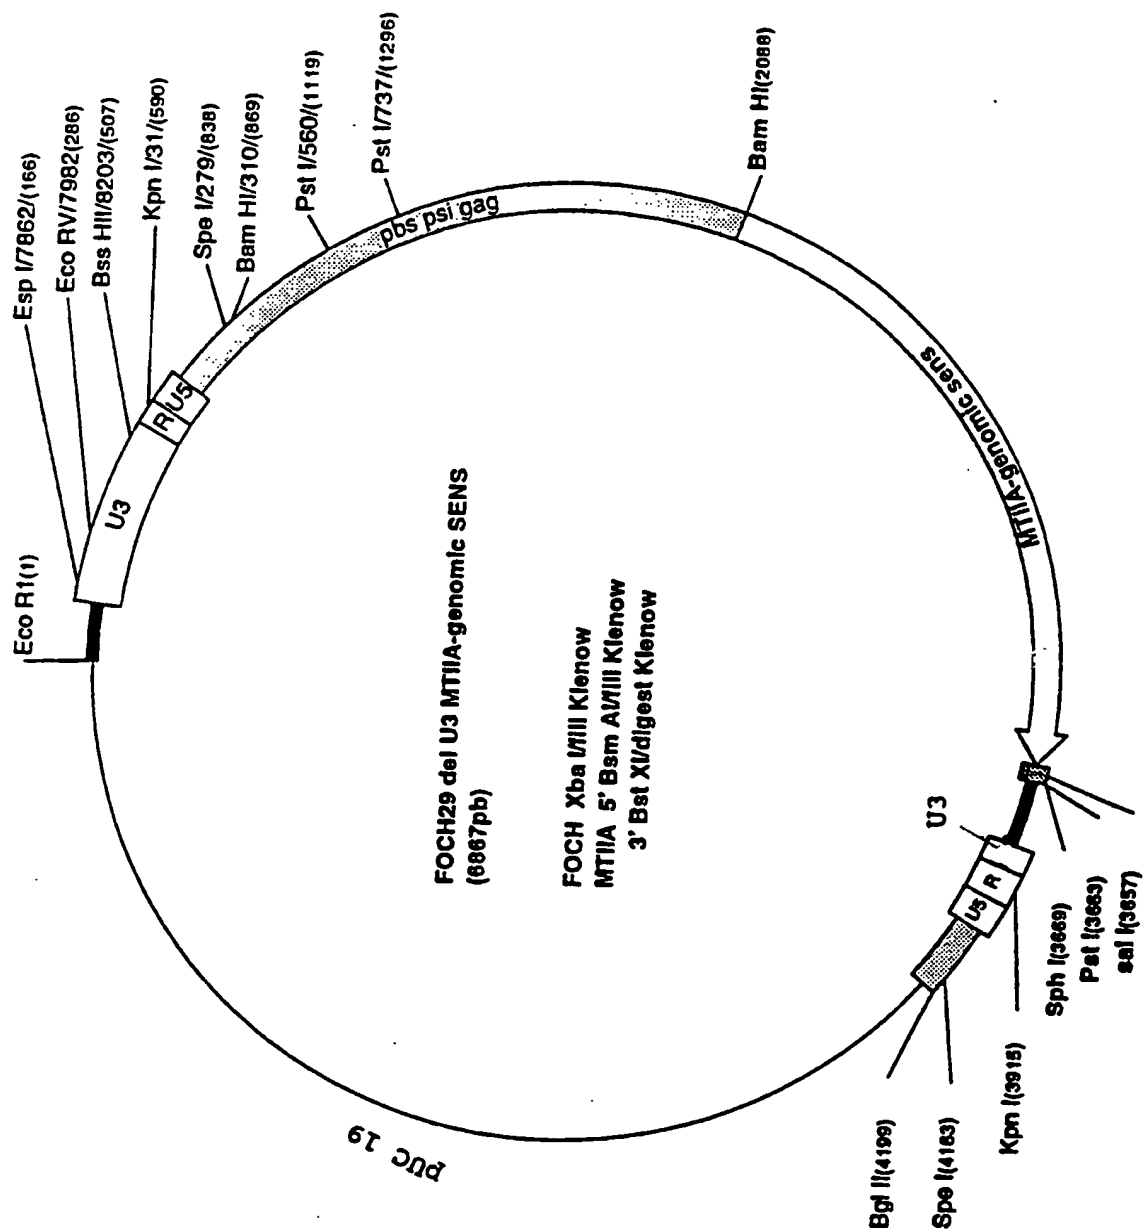 Eco R1(1)
Esp I/7862/(166)
Eco RV/7982(286)
Bss HII/8203/(507)
Kpn I/31/(590)
Spe I/279/(838)
Bam HI/310/(869)
Pst I/560/(1119)
Pst I/737/(1296)
Bam HI(2088)
U3
R
U5
pbs psi gag
MTIIA-genomic sens
FOCH29 del U3 MTIIA-genomic SENS
(6867pb)
FOCH Xba I/fill Klenow
MTIIA 5' Bsm AI/fill Klenow
3' Bst XI/digest Klenow
U3
R
U5
sal I(3657)
Pst I(3663)
Sph I(3669)
Kpn I(3915)
Spe I(4163)
Bgl II(4199)
pUC 19